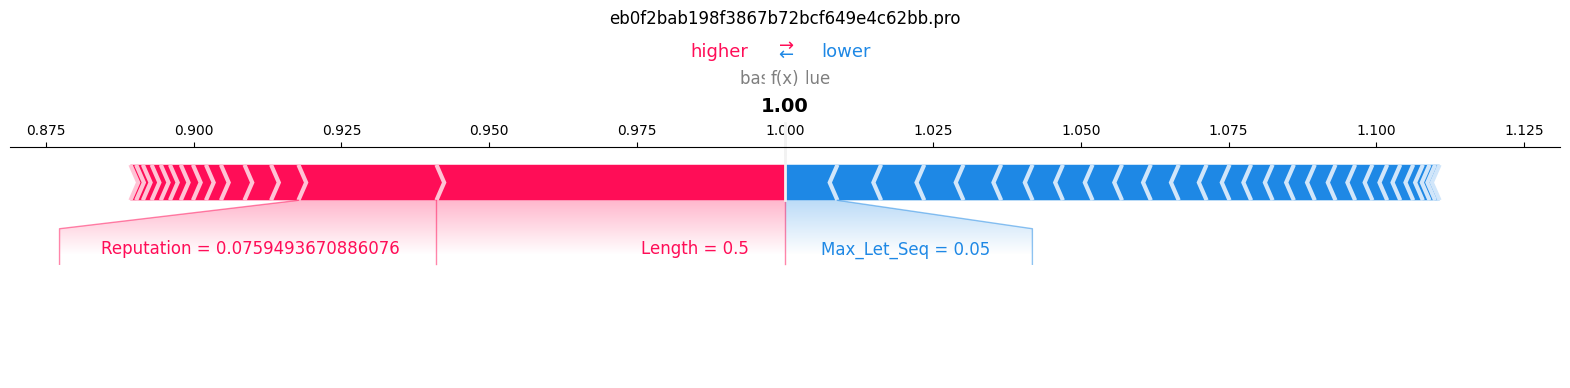 eb0f2bab198f3867b72bcf649e4c62bb.pro
higher ⇄ lower
f(x)
1.00
0.875 0.900 0.925 0.950 0.975 1.000 1.025 1.050 1.075 1.100 1.125
Reputation = 0.0759493670886076 Length = 0.5 Max_Let_Seq = 0.05